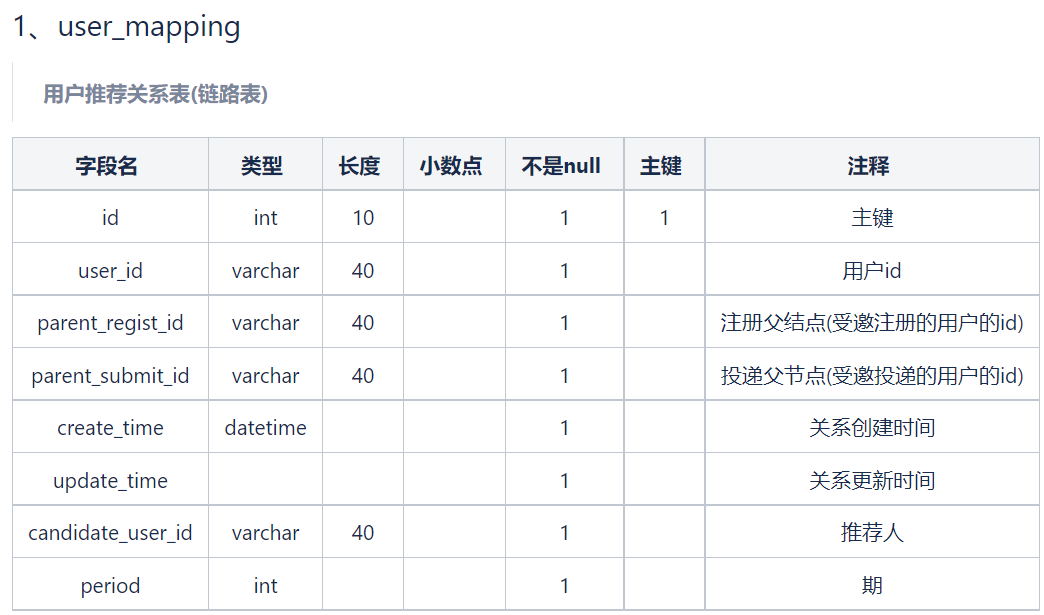 1、user_mapping
用户推荐关系表(链路表)
字段名 类型 长度 小数点 不是null 主键 注释
id int 10 1 1 主键
user_id varchar 40 1 用户id
parent_regist_id varchar 40 1 注册父结点(受邀注册的用户的id)
parent_submit_id varchar 40 1 投递父节点(受邀投递的用户的id)
create_time datetime 1 关系创建时间
update_time 1 关系更新时间
candidate_user_id varchar 40 1 推荐人
period int 1 期